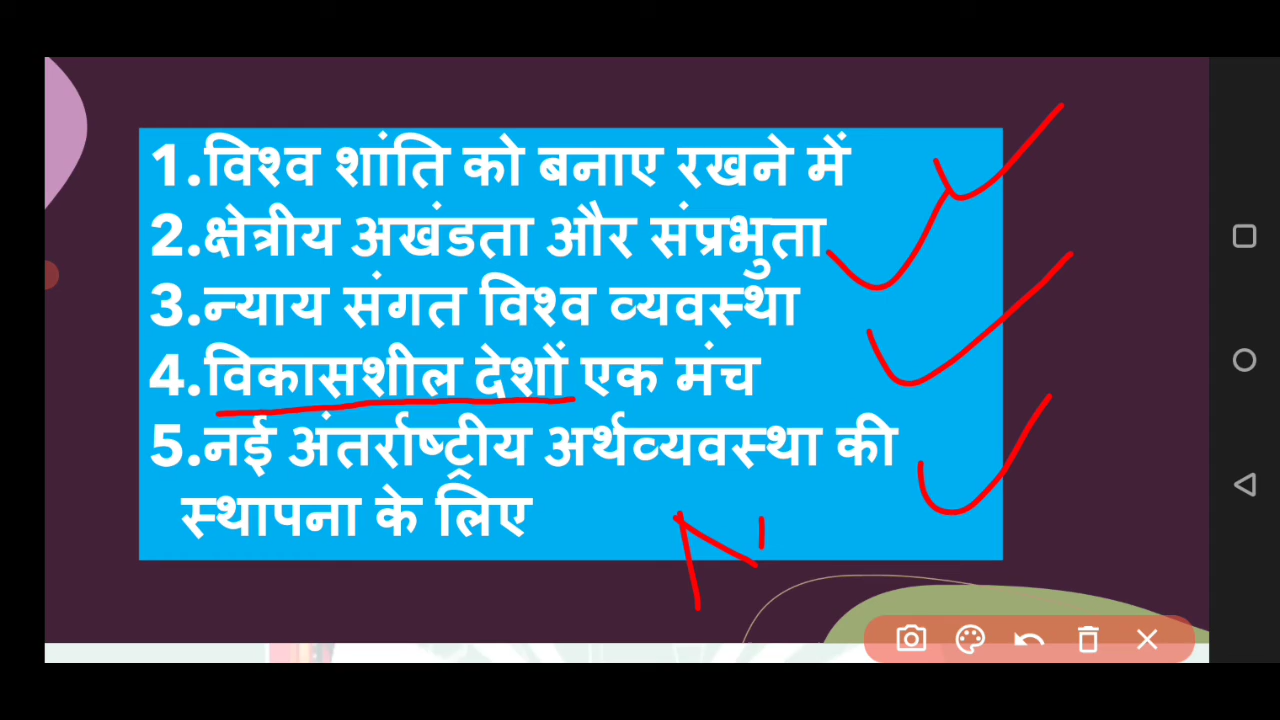 1.विश्व शांति को बनाए रखने में
2.क्षेत्रीय अखंडता और संप्रभुता
3.न्याय संगत विश्व व्यवस्था
4.विकासशील देशों एक मंच
5.नई अंतर्राष्ट्रीय अर्थव्यवस्था की
स्थापना के लिए